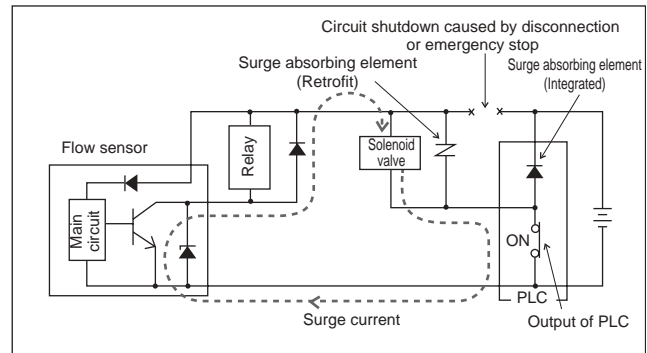 Circuit shutdown caused by disconnection
or emergency stop
Surge absorbing element
(Retrofit)
Surge absorbing element
(Integrated)
Flow sensor
Relay
Solenoid
valve
Main
circuit
ON
PLC
Surge current
Output of PLC